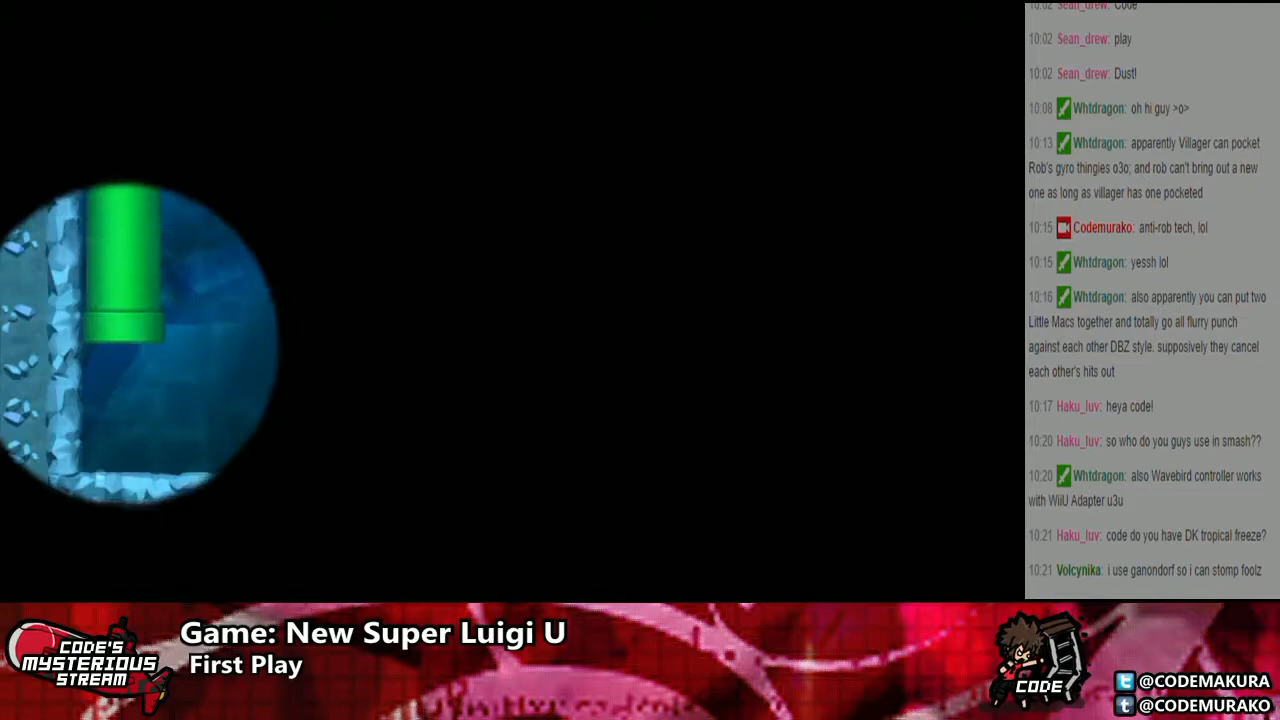 10:02 Sean_drew: Code
10:02 Sean_drew: play
10:02 Sean_drew: Dust!
10:08 Whtdragon: oh hi guy >o>
10:13 Whtdragon: apparently Villager can pocket
Rob's gyro thingies o3o; and rob can't bring out a new
one as long as villager has one pocketed
10:15 Codemurako: anti-rob tech, lol
10:15 Whtdragon: yessh lol
10:16 Whtdragon: also apparently you can put two
Little Macs together and totally go all flurry punch
against each other DBZ style. supposively they cancel
each other's hits out
10:17 Haku_luv: heya code!
10:20 Haku_luv: so who do you guys use in smash??
10:20 Whtdragon: also Wavebird controller works
with WiiU Adapter u3u
10:21 Haku_luv: code do you have DK tropical freeze?
10:21 Volcynika: i use ganondorf so i can stomp foolz
CODE'S
MYSTERIOUS
STREAM
Game: New Super Luigi U
First Play
CODE
@CODEMAKURA
@CODEMURAKO